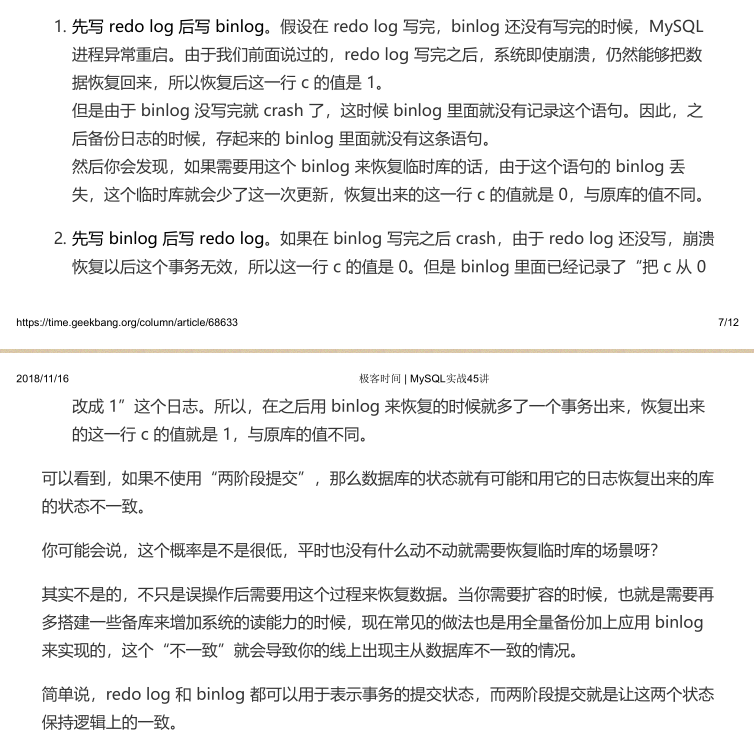 1. 先写 redo log 后写 binlog。假设在 redo log 写完，binlog 还没有写完的时候，MySQL
进程异常重启。由于我们前面说过的，redo log 写完之后，系统即使崩溃，仍然能够把数
据恢复回来，所以恢复后这一行 c 的值是 1。
但是由于 binlog 没写完就 crash 了，这时候 binlog 里面就没有记录这个语句。因此，之
后备份日志的时候，存起来的 binlog 里面就没有这条语句。
然后你会发现，如果需要用这个 binlog 来恢复临时库的话，由于这个语句的 binlog 丢
失，这个临时库就会少了这一次更新，恢复出来的这一行 c 的值就是 0，与原库的值不同。
2. 先写 binlog 后写 redo log。如果在 binlog 写完之后 crash，由于 redo log 还没写，崩溃
恢复以后这个事务无效，所以这一行 c 的值是 0。但是 binlog 里面已经记录了“把 c 从 0
https://time.geekbang.org/column/article/68633 7/12
2018/11/16 极客时间 | MySQL实战45讲
改成 1”这个日志。所以，在之后用 binlog 来恢复的时候就多了一个事务出来，恢复出来
的这一行 c 的值就是 1，与原库的值不同。
可以看到，如果不使用“两阶段提交”，那么数据库的状态就有可能和用它的日志恢复出来的库
的状态不一致。
你可能会说，这个概率是不是很低，平时也没有什么动不动就需要恢复临时库的场景呀？
其实不是的，不只是误操作后需要用这个过程来恢复数据。当你需要扩容的时候，也就是需要再
多搭建一些备库来增加系统的读能力的时候，现在常见的做法也是用全量备份加上应用 binlog
来实现的，这个“不一致”就会导致你的线上出现主从数据库不一致的情况。
简单说，redo log 和 binlog 都可以用于表示事务的提交状态，而两阶段提交就是让这两个状态
保持逻辑上的一致。